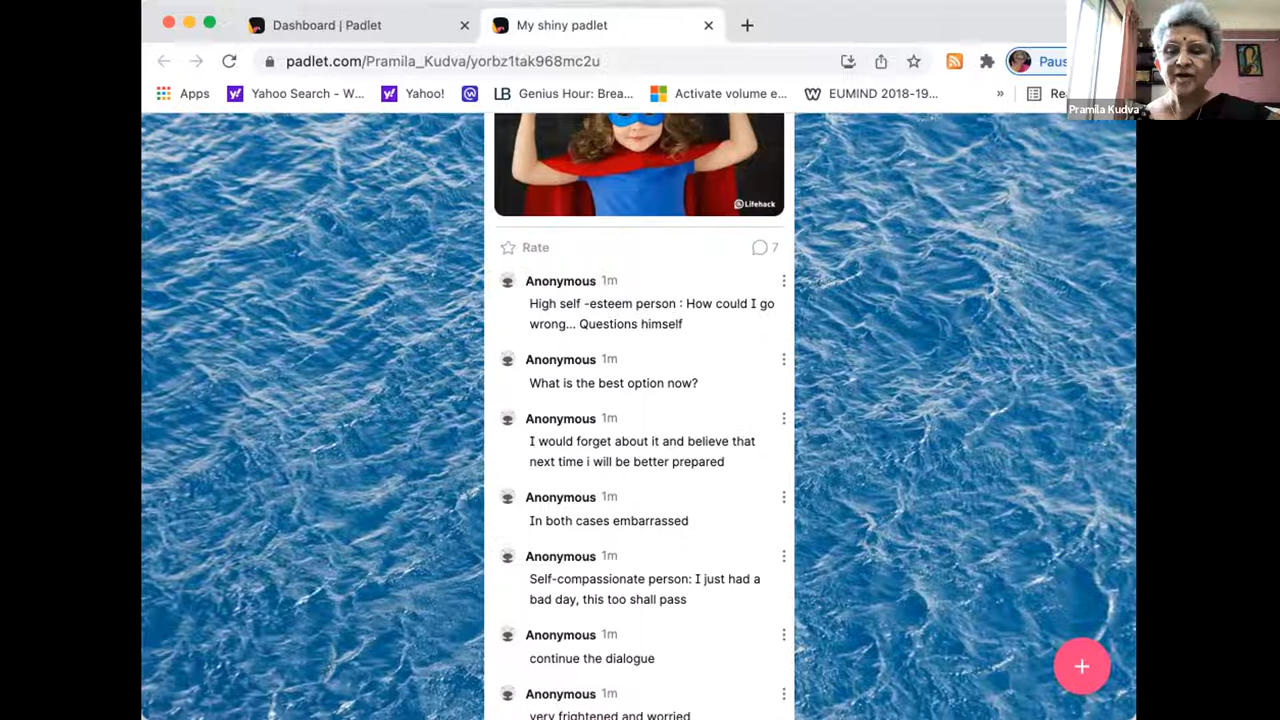 Dashboard | Padlet
My shiny padlet
padlet.com/Pramila_Kudva/yorbz1tak968mc2u
Paus
Apps
Yahoo Search - W...
Yahoo!
LB Genius Hour: Brea...
Activate volume e...
EUMIND 2018-19...
»
Re
Pramila Kudva
Lifehack
Rate
7
Anonymous 1m
High self -esteem person : How could I go
wrong... Questions himself
Anonymous 1m
What is the best option now?
Anonymous 1m
I would forget about it and believe that
next time i will be better prepared
Anonymous 1m
In both cases embarrassed
Anonymous 1m
Self-compassionate person: I just had a
bad day, this too shall pass
Anonymous 1m
continue the dialogue
Anonymous 1m
very frightened and worried